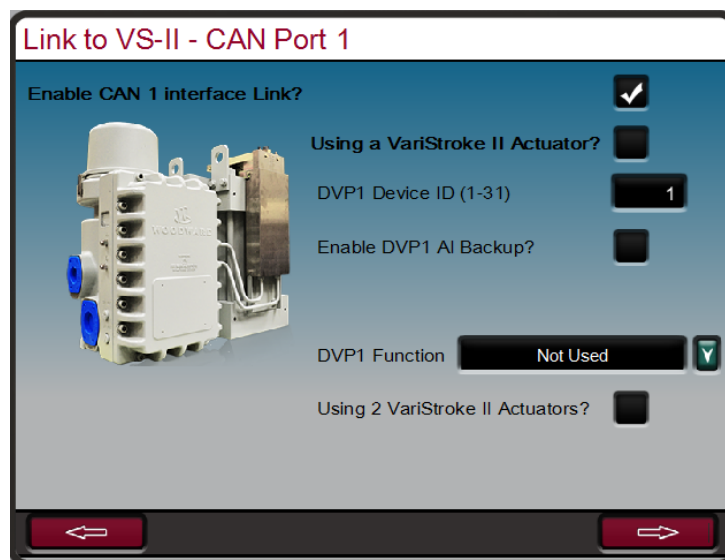 Link to VS-II - CAN Port 1
Enable CAN 1 interface Link?
Using a VariStroke II Actuator?
DVP1 Device ID (1-31) 1
Enable DVP1 AI Backup?
WOODWARD
DVP1 Function Not Used
Using 2 VariStroke II Actuators?